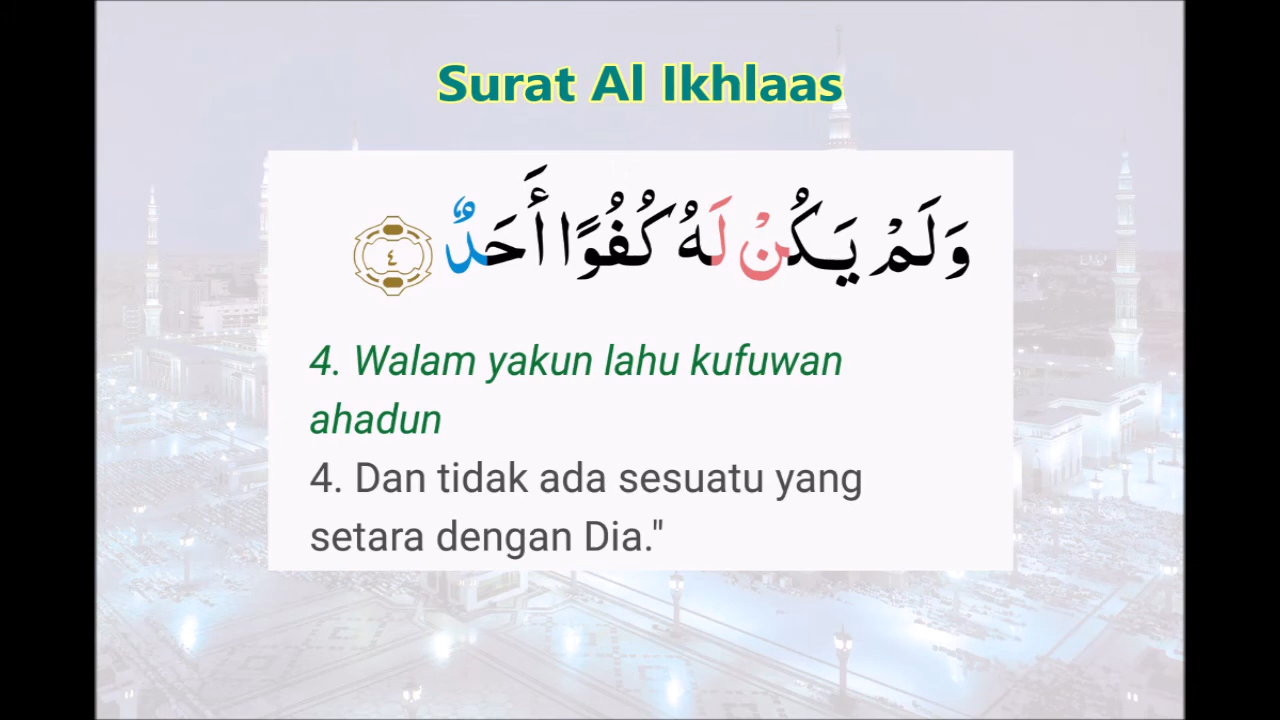 Surat Al Ikhlaas
وَلَمْ يَكُنْ لَهُ كُفُوًا أَحَدٌ ٤
4. Walam yakun lahu kufuwan
ahadun
4. Dan tidak ada sesuatu yang
setara dengan Dia."